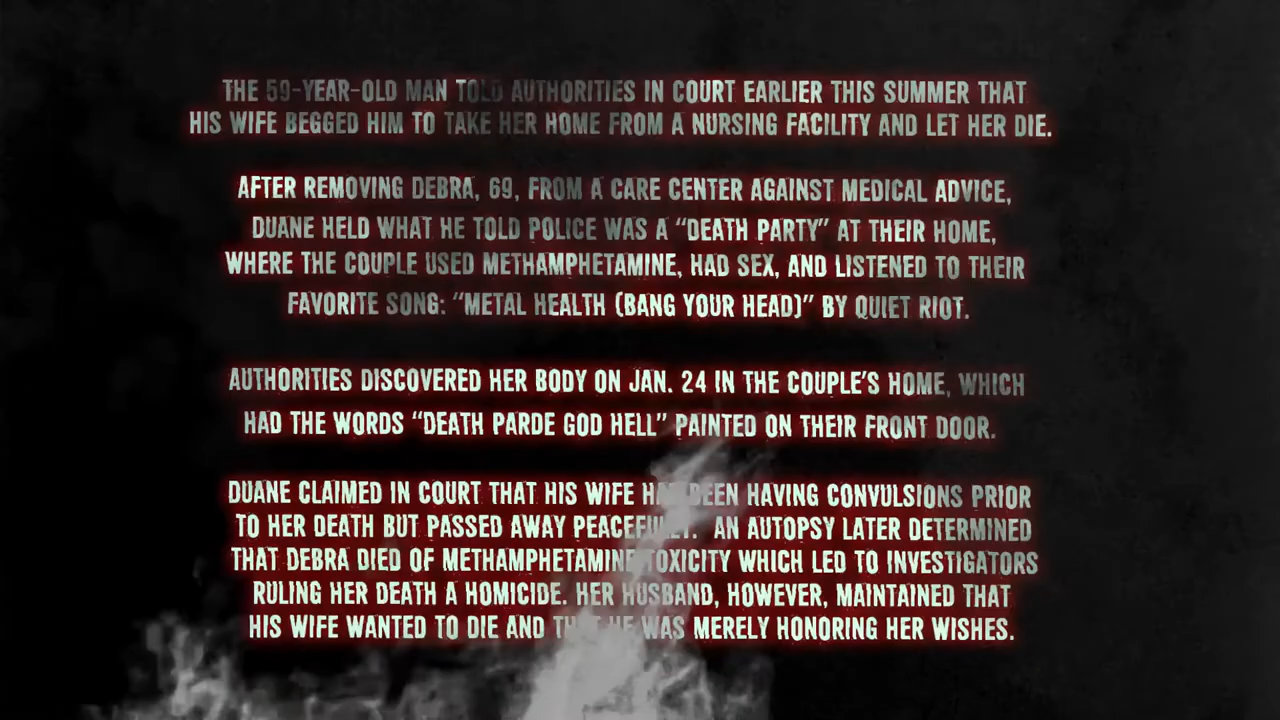 THE 59-YEAR-OLD MAN TOLD AUTHORITIES IN COURT EARLIER THIS SUMMER THAT
HIS WIFE BEGGED HIM TO TAKE HER HOME FROM A NURSING FACILITY AND LET HER DIE.
AFTER REMOVING DEBRA, 69, FROM A CARE CENTER AGAINST MEDICAL ADVICE,
DUANE HELD WHAT HE TOLD POLICE WAS A “DEATH PARTY” AT THEIR HOME,
WHERE THE COUPLE USED METHAMPHETAMINE, HAD SEX, AND LISTENED TO THEIR
FAVORITE SONG: “METAL HEALTH (BANG YOUR HEAD)” BY QUIET RIOT.
AUTHORITIES DISCOVERED HER BODY ON JAN. 24 IN THE COUPLE'S HOME, WHICH
HAD THE WORDS “DEATH PARDE GOD HELL” PAINTED ON THEIR FRONT DOOR.
DUANE CLAIMED IN COURT THAT HIS WIFE HAD BEEN HAVING CONVULSIONS PRIOR
TO HER DEATH BUT PASSED AWAY PEACEFULLY. AN AUTOPSY LATER DETERMINED
THAT DEBRA DIED OF METHAMPHETAMINE TOXICITY WHICH LED TO INVESTIGATORS
RULING HER DEATH A HOMICIDE. HER HUSBAND, HOWEVER, MAINTAINED THAT
HIS WIFE WANTED TO DIE AND THAT HE WAS MERELY HONORING HER WISHES.